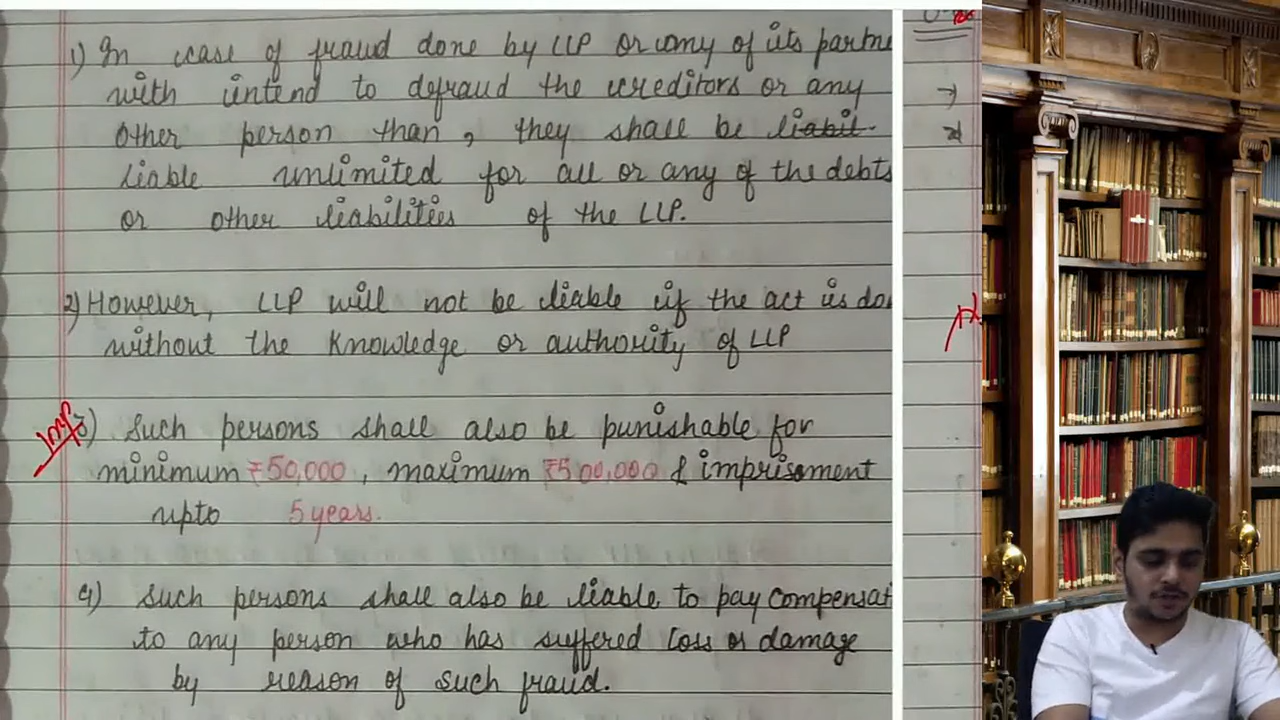 1) In case of fraud done by LLP or any of its partne
with intend to defraud the creditors or any
other person than, they shall be liabil.
liable unlimited for all or any of the debts
or other liabilities of the LLP.
2) However, LLP will not be liable if the act is do
without the knowledge or authority of LLP
Imp 3) Such persons shall also be punishable for
minimum ₹50,000, maximum ₹500,000 & imprisoment
upto 5 years.
4) Such persons shall also be liable to pay compensat
to any person who has suffered loss or damage
by reason of such fraud.